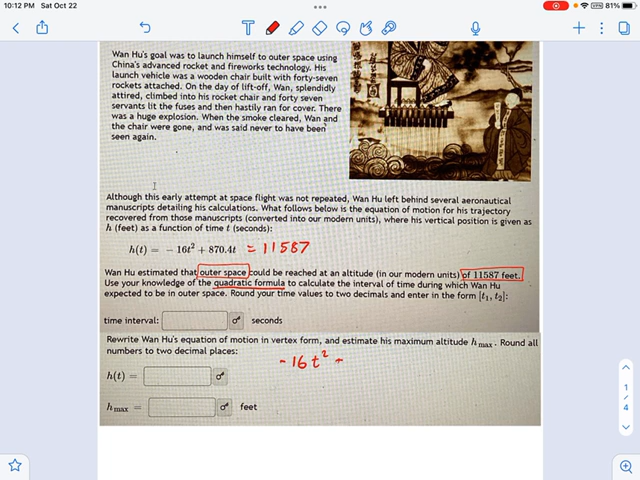 10:12 PM Sat Oct 22
81%
Wan Hu's goal was to launch himself to outer space using
China's advanced rocket and fireworks technology. His
launch vehicle was a wooden chair built with forty-seven
rockets attached. On the day of lift-off, Wan, splendidly
attired, climbed into his rocket chair and forty seven
servants lit the fuses and then hastily ran for cover. There
was a huge explosion. When the smoke cleared, Wan and
the chair were gone, and was said never to have been
seen again.
Although this early attempt at space flight was not repeated, Wan Hu left behind several aeronautical
manuscripts detailing his calculations. What follows below is the equation of motion for his trajectory
recovered from those manuscripts (converted into our modern units), where his vertical position is given as
h (feet) as a function of time t (seconds):
h(t) = − 16t² + 870.4t = 11587
Wan Hu estimated that outer space could be reached at an altitude (in our modern units) of 11587 feet.
Use your knowledge of the quadratic formula to calculate the interval of time during which Wan Hu
expected to be in outer space. Round your time values to two decimals and enter in the form [t₁, t₂]:
time interval: seconds
Rewrite Wan Hu's equation of motion in vertex form, and estimate his maximum altitude h max. Round all
numbers to two decimal places:
- 16 t² -
h(t) =
h max = feet
1
/
4